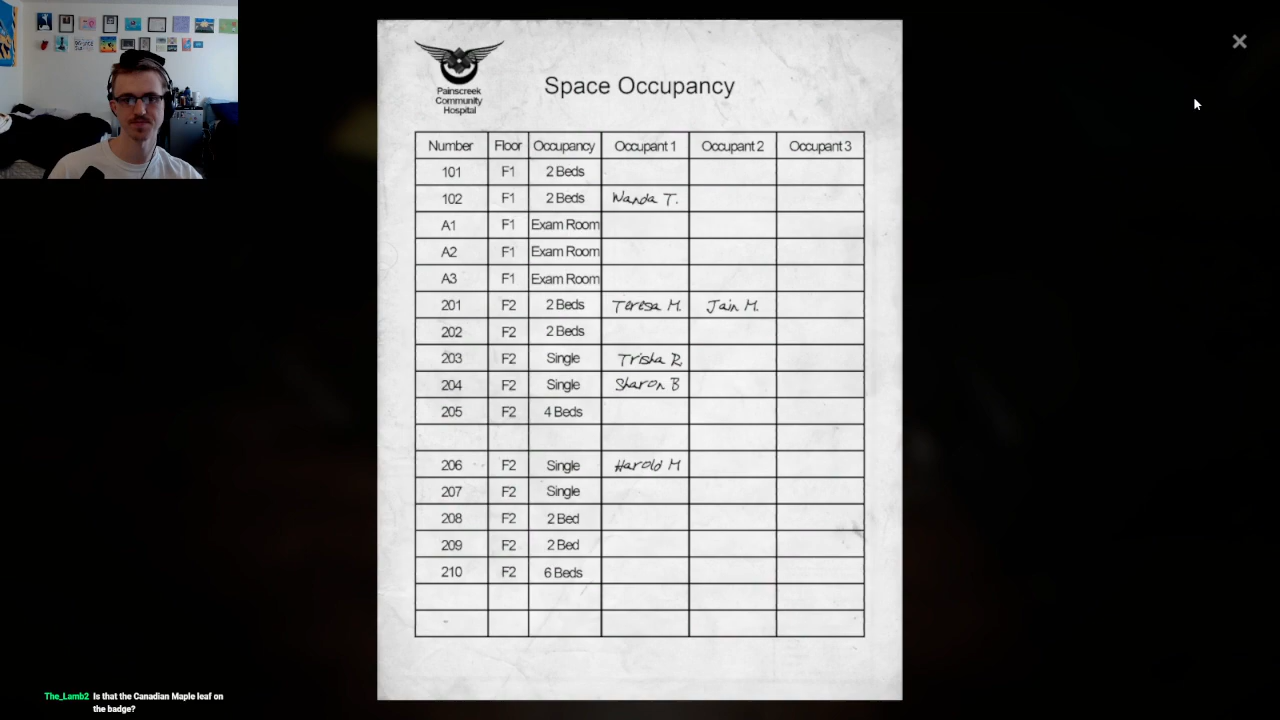 Painscreek
Community
Hospital
Space Occupancy
Number Floor Occupancy Occupant 1 Occupant 2 Occupant 3
101 F1 2 Beds
102 F1 2 Beds Wanda T.
A1 F1 Exam Room
A2 F1 Exam Room
A3 F1 Exam Room
201 F2 2 Beds Teresa M. Jain M.
202 F2 2 Beds
203 F2 Single Trisha R.
204 F2 Single Sharon B
205 F2 4 Beds
206 F2 Single Harold M
207 F2 Single
208 F2 2 Bed
209 F2 2 Bed
210 F2 6 Beds
The_Lamb2 Is that the Canadian Maple leaf on
the badge?